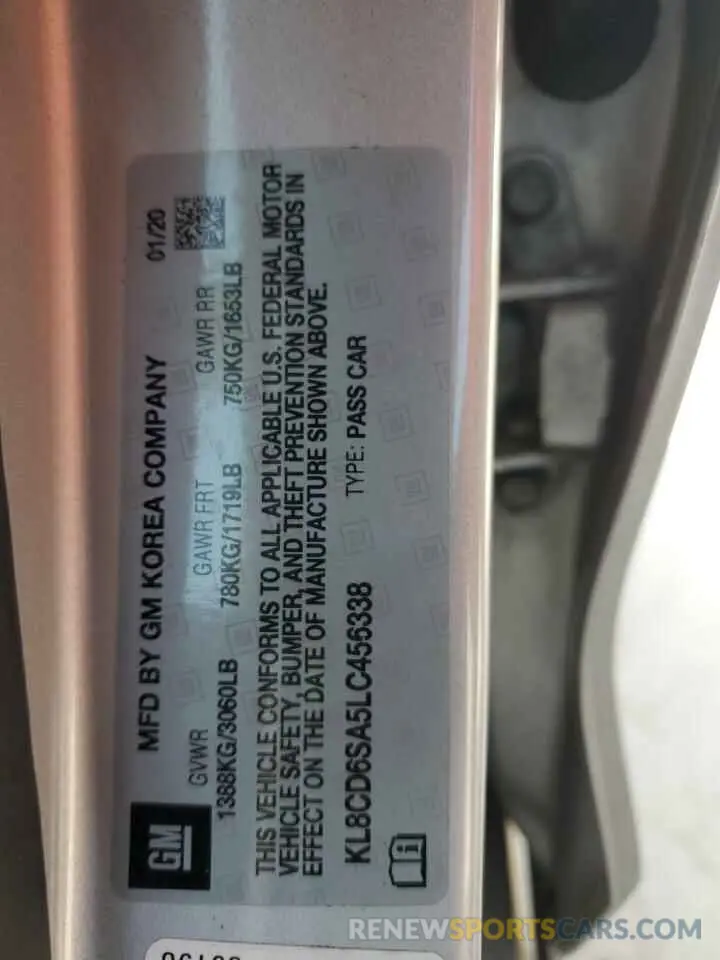 MFD BY GM KOREA COMPANY 01/20
GM
GVWR GAWR FRT GAWR RR
1388KG/3060LB 780KG/1719LB 750KG/1653LB
THIS VEHICLE CONFORMS TO ALL APPLICABLE U.S. FEDERAL MOTOR
VEHICLE SAFETY, BUMPER, AND THEFT PREVENTION STANDARDS IN
EFFECT ON THE DATE OF MANUFACTURE SHOWN ABOVE.
KL8CD6SA5LC456338 TYPE: PASS CAR
RENEWSPORTSCARS.COM